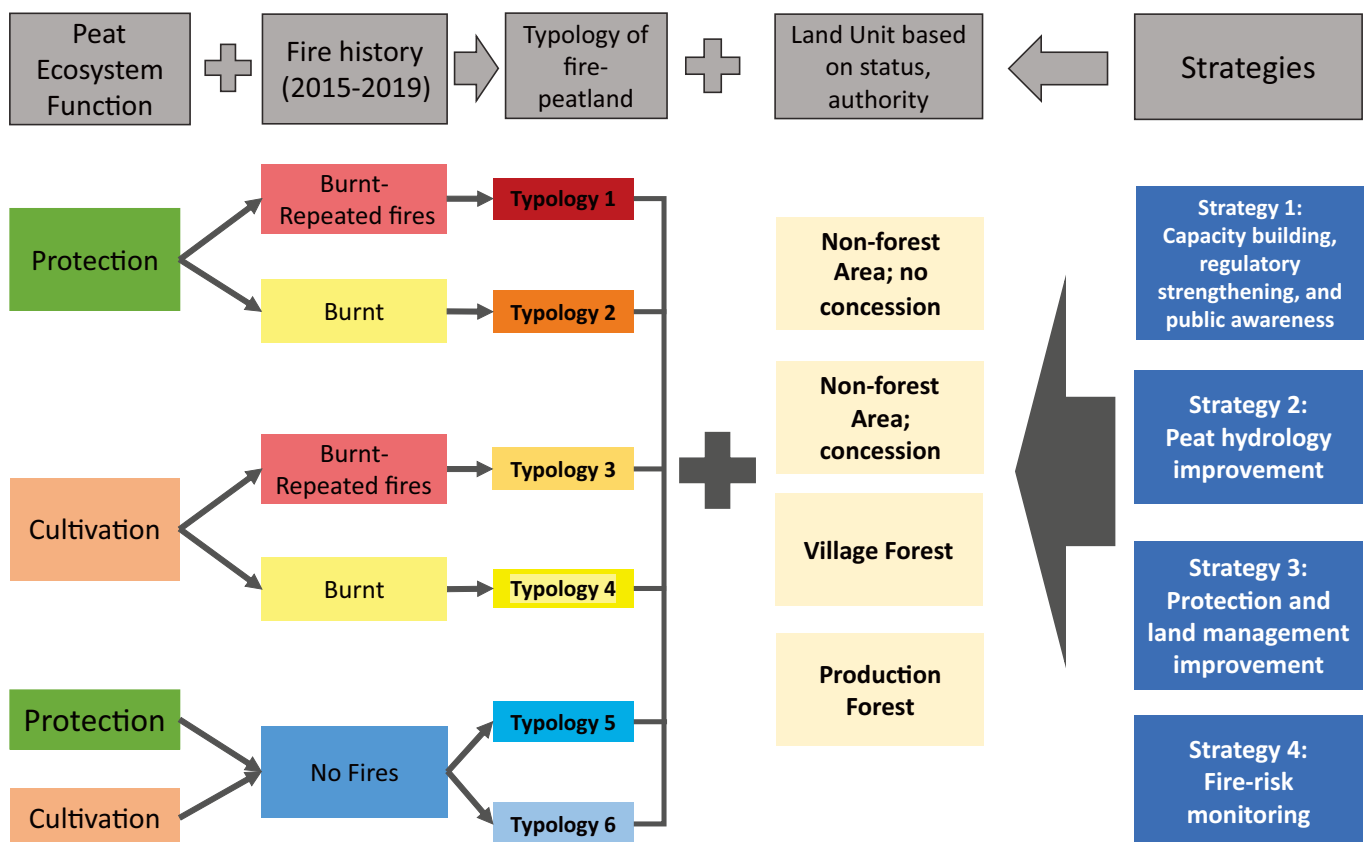 Peat
Ecosystem
Function
Fire history
(2015-2019)
Typology of
fire-
peatland
Land Unit based
on status,
authority
Strategies
Protection
Burnt-
Repeated fires
Typology 1
Burnt
Typology 2
Cultivation
Burnt-
Repeated fires
Typology 3
Burnt
Typology 4
Protection
Cultivation
No Fires
Typology 5
Typology 6
Non-forest
Area; no
concession
Non-forest
Area;
concession
Village Forest
Production
Forest
Strategy 1:
Capacity building,
regulatory
strengthening, and
public awareness
Strategy 2:
Peat hydrology
improvement
Strategy 3:
Protection and
land management
improvement
Strategy 4:
Fire-risk
monitoring